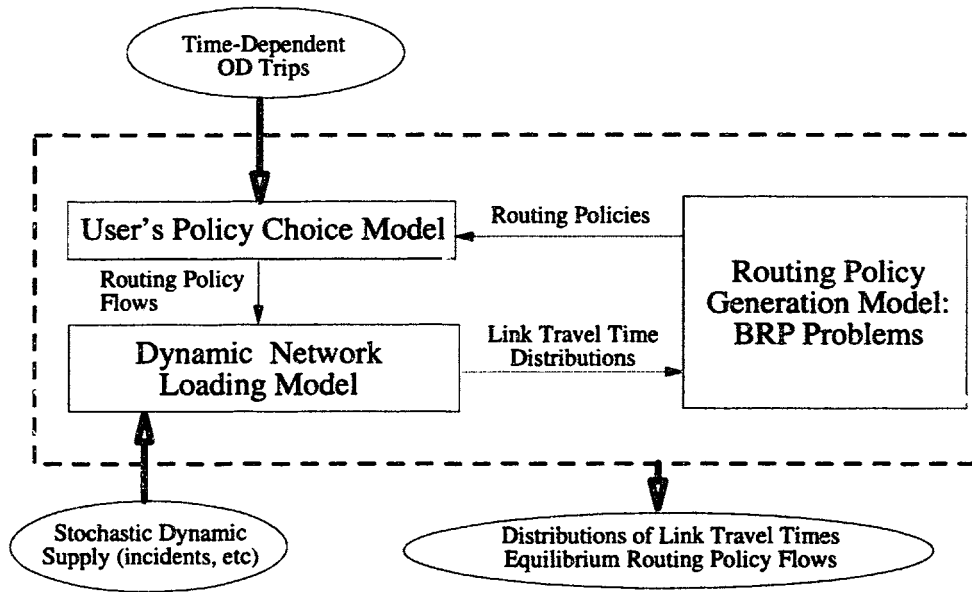 Time-Dependent
OD Trips
User's Policy Choice Model
Routing Policies
Routing Policy
Flows
Routing Policy
Generation Model:
BRP Problems
Dynamic Network
Loading Model
Link Travel Time
Distributions
Stochastic Dynamic
Supply (incidents, etc)
Distributions of Link Travel Times
Equilibrium Routing Policy Flows